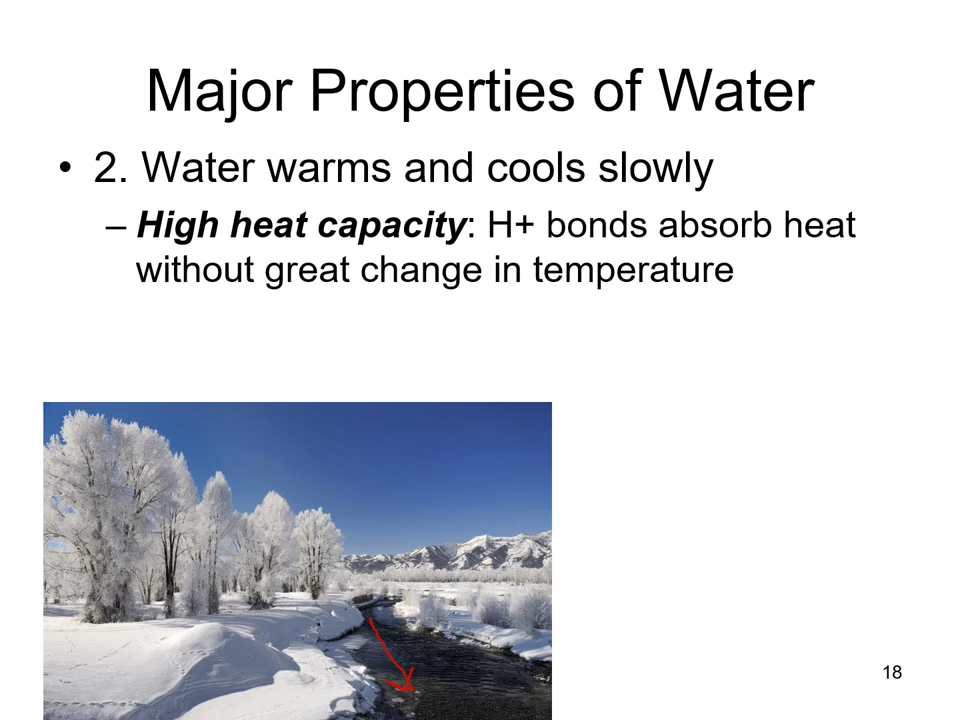 Major Properties of Water
• 2. Water warms and cools slowly
– High heat capacity: H+ bonds absorb heat
without great change in temperature
18